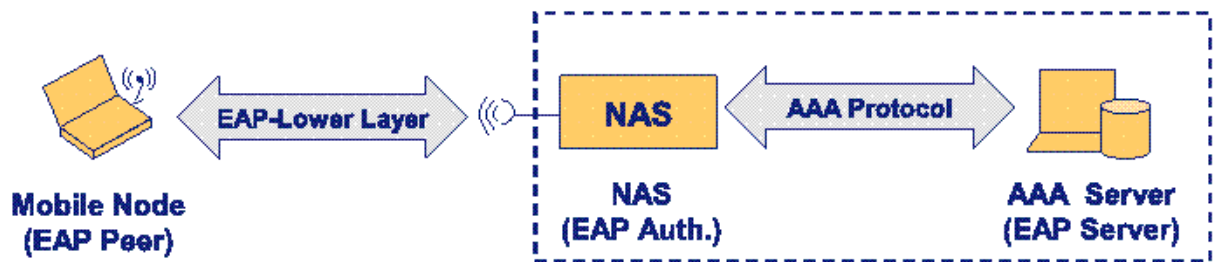 EAP-Lower Layer
NAS
AAA Protocol
Mobile Node
(EAP Peer)
NAS
(EAP Auth.)
AAA Server
(EAP Server)